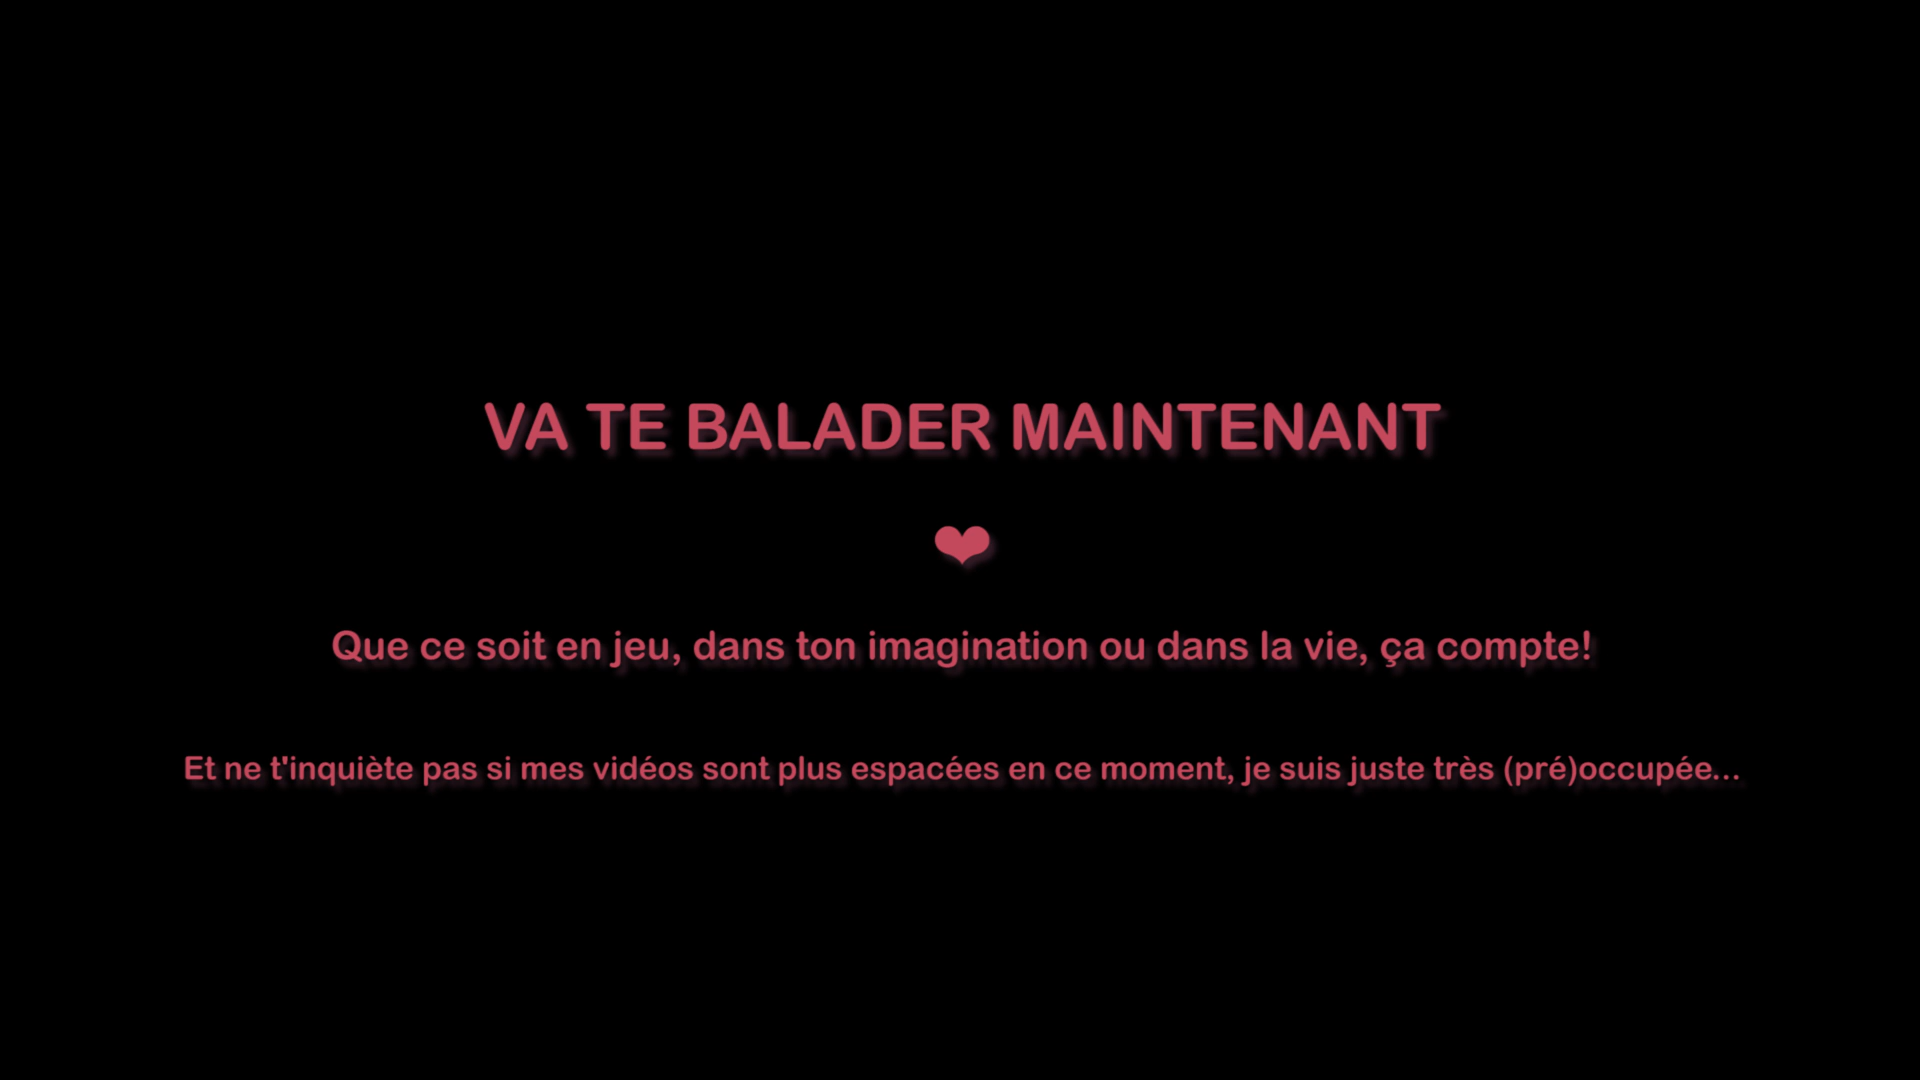 VA TE BALADER MAINTENANT
❤
Que ce soit en jeu, dans ton imagination ou dans la vie, ça compte!
Et ne t'inquiète pas si mes vidéos sont plus espacées en ce moment, je suis juste très (pré)occupée...